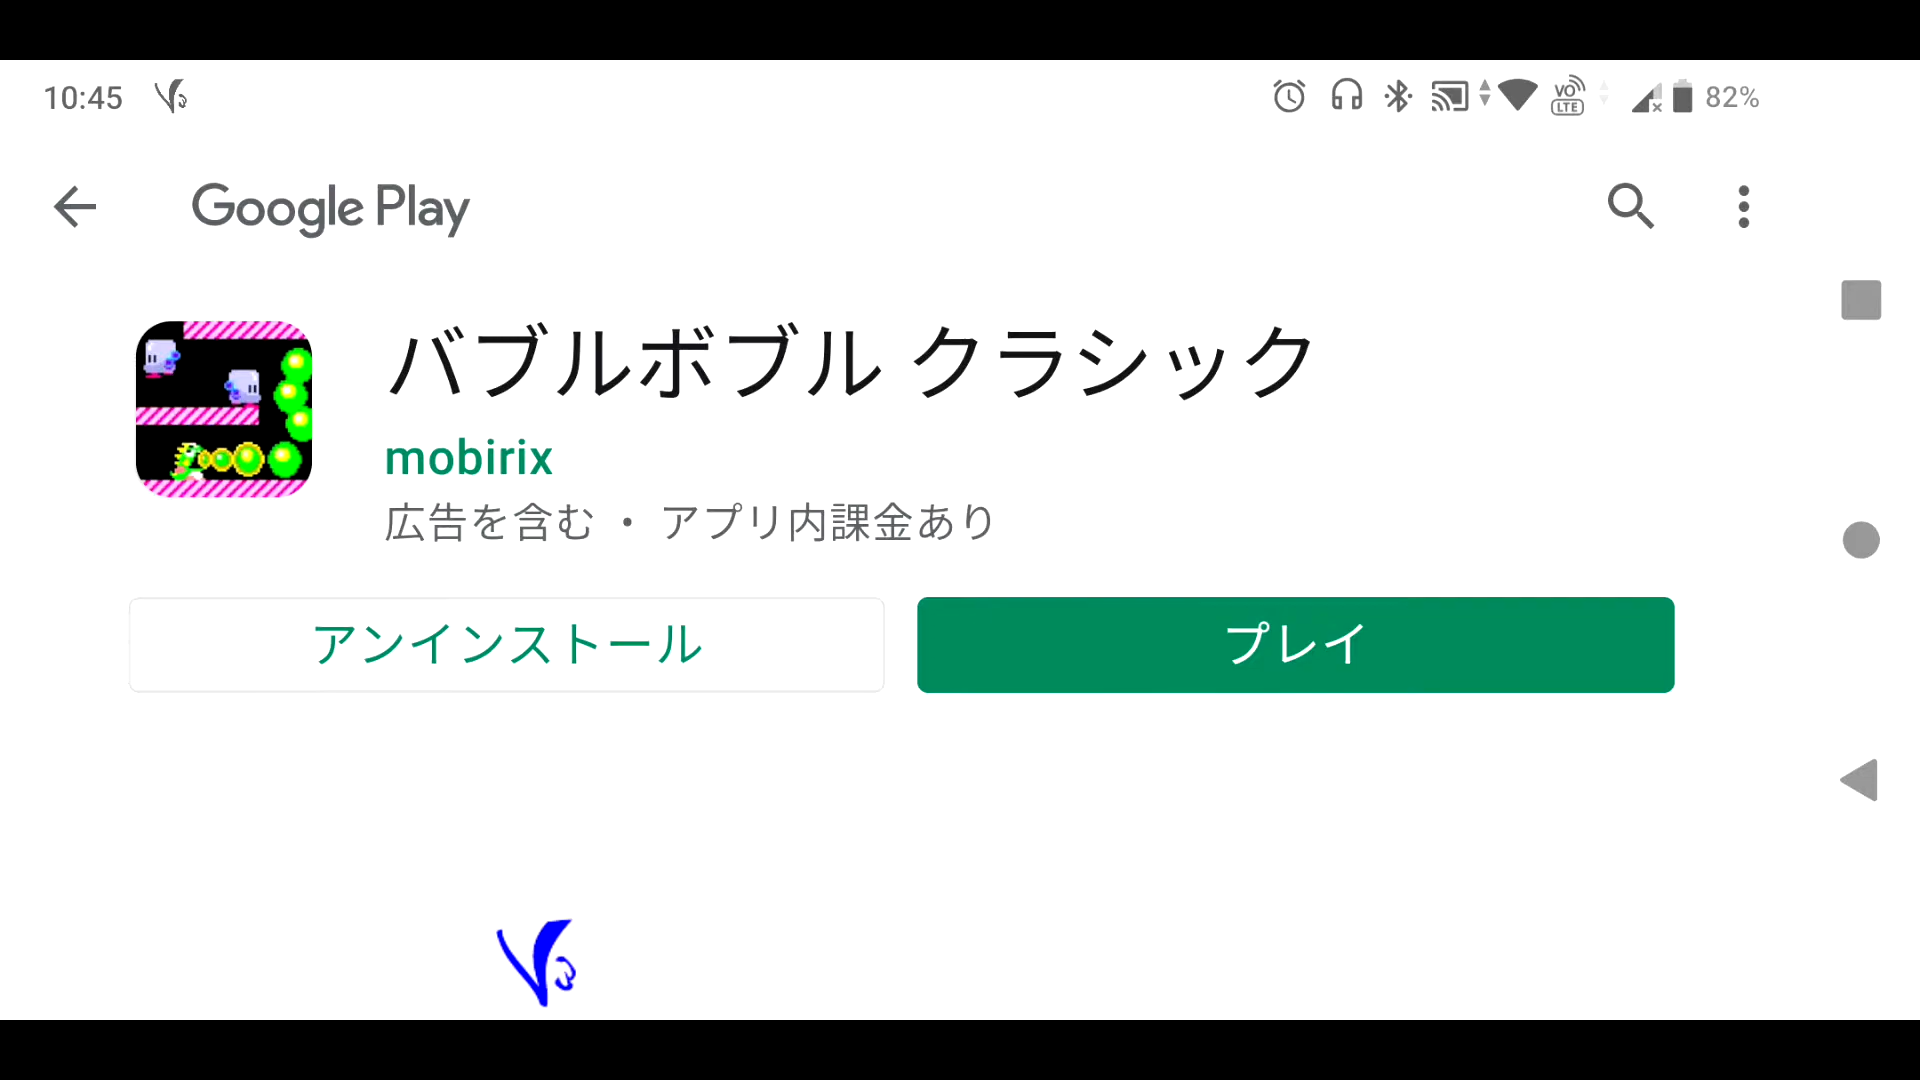 10:45
VO LTE
82%
Google Play
バブルボブル クラシック
mobirix
広告を含む ・ アプリ内課金あり
アンインストール
プレイ